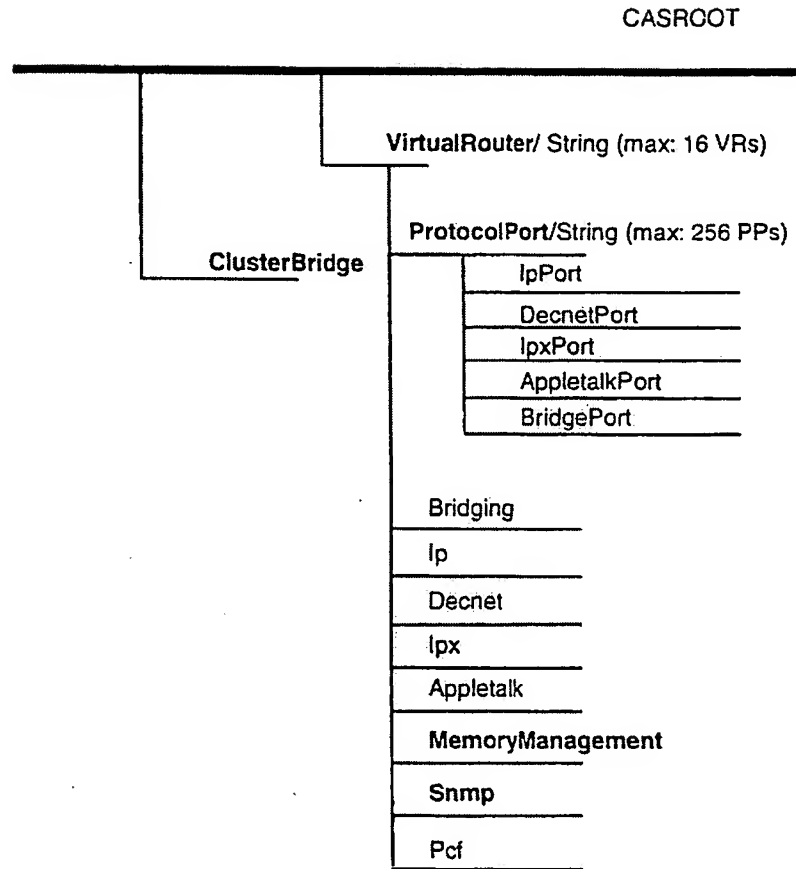 CASROOT
VirtualRouter/ String (max: 16 VRs)
ProtocolPort/String (max: 256 PPs)
ClusterBridge
IpPort
DecnetPort
IpxPort
AppletalkPort
BridgePort
Bridging
Ip
Decnet
Ipx
Appletalk
MemoryManagement
Snmp
Pcf